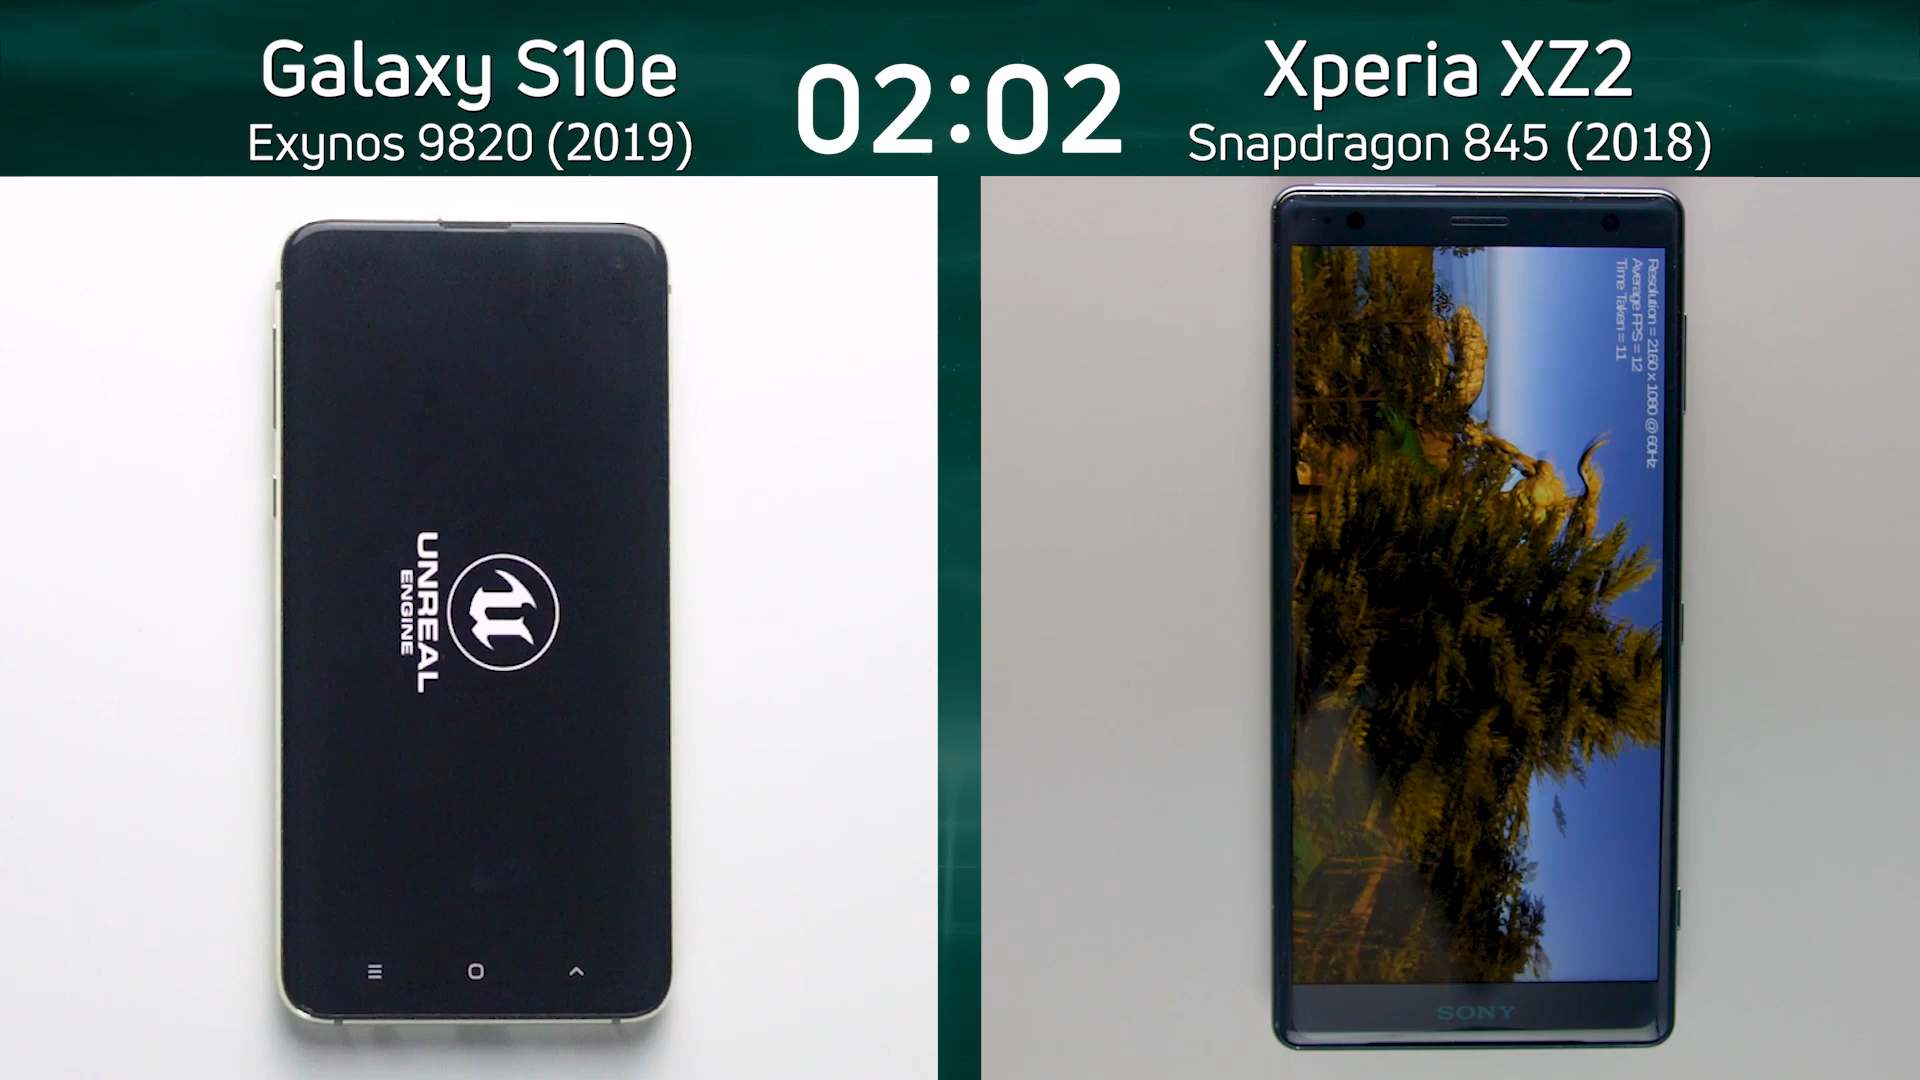 Galaxy S10e
Exynos 9820 (2019)
02:02
Xperia XZ2
Snapdragon 845 (2018)
UNREAL
ENGINE
Resolution = 2160 x 1080 @ 60Hz
Average FPS = 12
Time Taken = 11
SONY